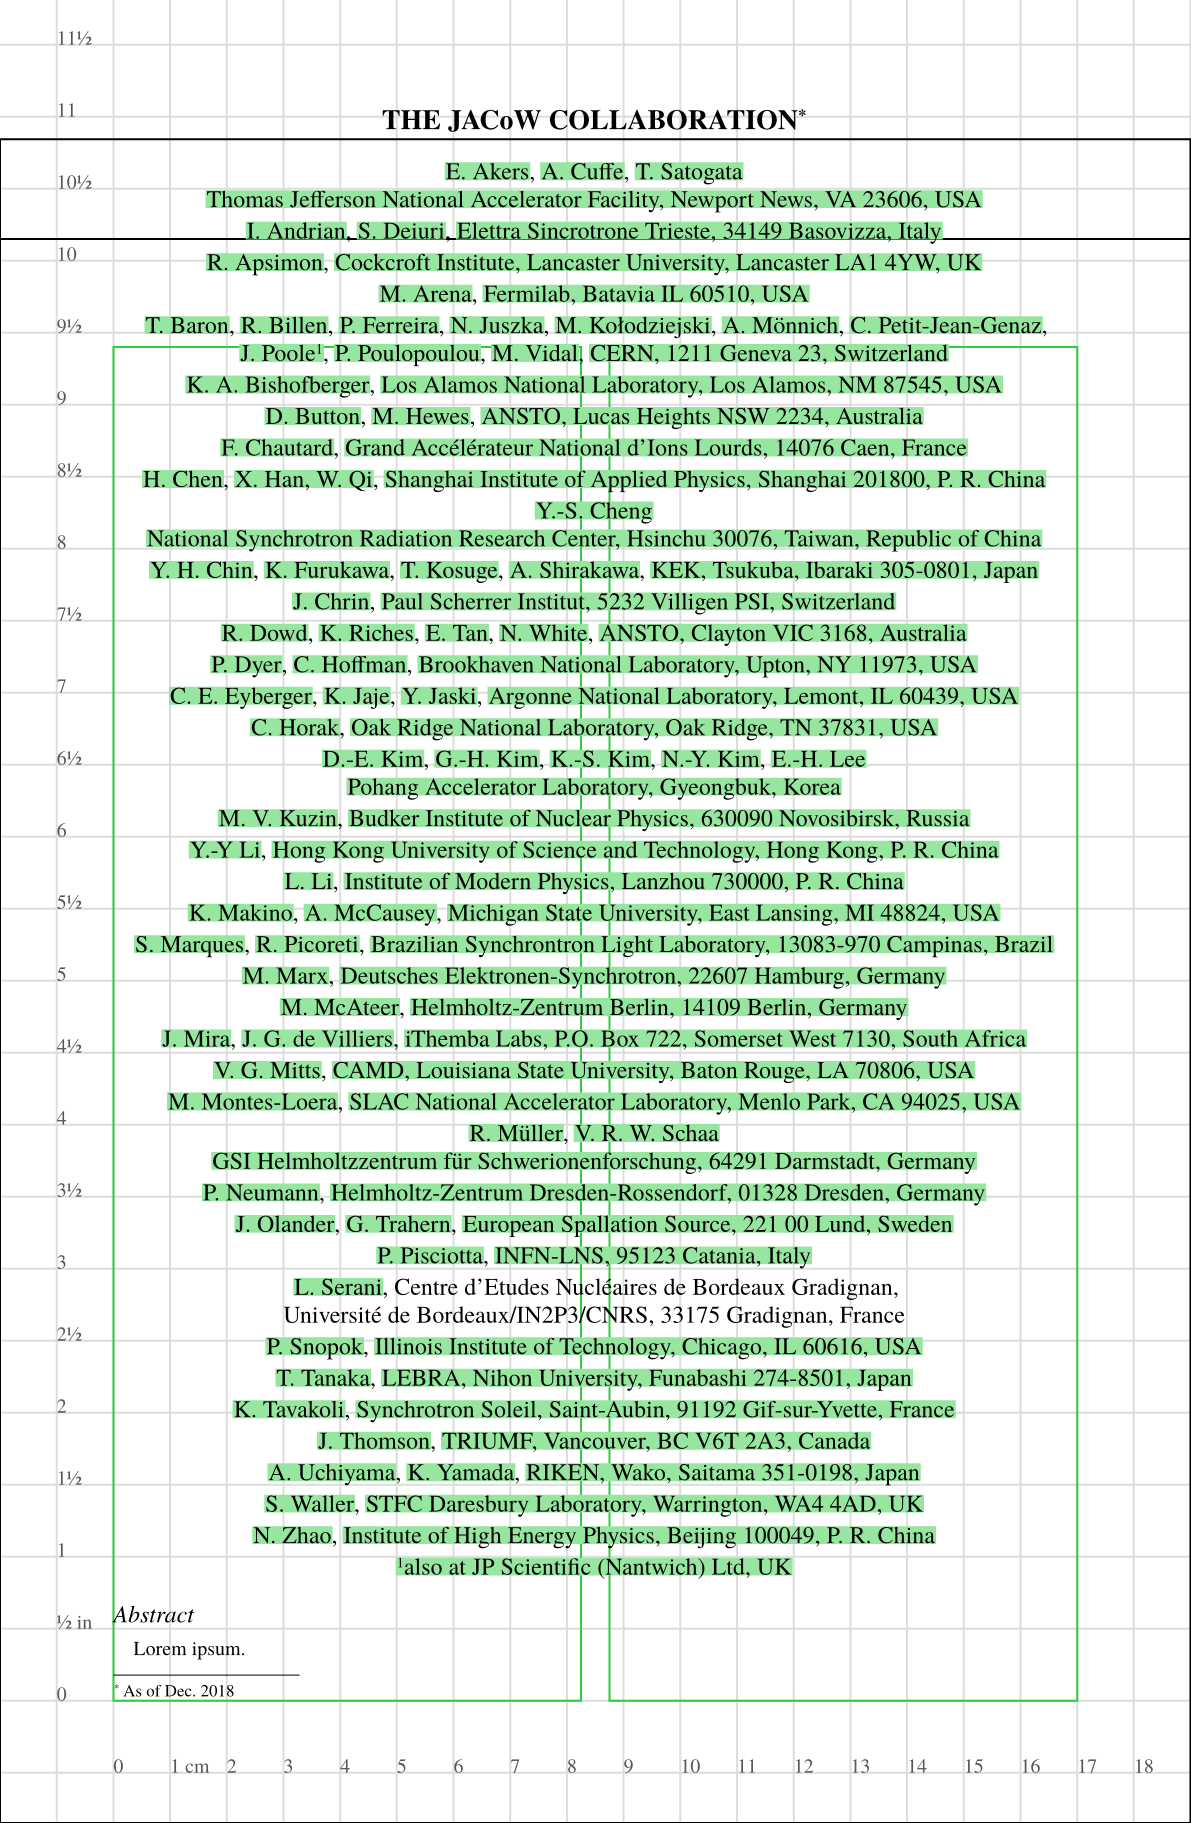 11½
11
THE JACoW COLLABORATION*
E. Akers, A. Cuffe, T. Satogata
10½
Thomas Jefferson National Accelerator Facility, Newport News, VA 23606, USA
I. Andrian, S. Deiuri, Elettra Sincrotrone Trieste, 34149 Basovizza, Italy
10
R. Apsimon, Cockcroft Institute, Lancaster University, Lancaster LA1 4YW, UK
M. Arena, Fermilab, Batavia IL 60510, USA
9½
T. Baron, R. Billen, P. Ferreira, N. Juszka, M. Kołodziejski, A. Mönnich, C. Petit-Jean-Genaz,
J. Poole¹, P. Poulopoulou, M. Vidal, CERN, 1211 Geneva 23, Switzerland
K. A. Bishofberger, Los Alamos National Laboratory, Los Alamos, NM 87545, USA
9
D. Button, M. Hewes, ANSTO, Lucas Heights NSW 2234, Australia
F. Chautard, Grand Accélérateur National d’Ions Lourds, 14076 Caen, France
8½
H. Chen, X. Han, W. Qi, Shanghai Institute of Applied Physics, Shanghai 201800, P. R. China
Y.-S. Cheng
8
National Synchrotron Radiation Research Center, Hsinchu 30076, Taiwan, Republic of China
Y. H. Chin, K. Furukawa, T. Kosuge, A. Shirakawa, KEK, Tsukuba, Ibaraki 305-0801, Japan
J. Chrin, Paul Scherrer Institut, 5232 Villigen PSI, Switzerland
7½
R. Dowd, K. Riches, E. Tan, N. White, ANSTO, Clayton VIC 3168, Australia
P. Dyer, C. Hoffman, Brookhaven National Laboratory, Upton, NY 11973, USA
7
C. E. Eyberger, K. Jaje, Y. Jaski, Argonne National Laboratory, Lemont, IL 60439, USA
C. Horak, Oak Ridge National Laboratory, Oak Ridge, TN 37831, USA
6½
D.-E. Kim, G.-H. Kim, K.-S. Kim, N.-Y. Kim, E.-H. Lee
Pohang Accelerator Laboratory, Gyeongbuk, Korea
M. V. Kuzin, Budker Institute of Nuclear Physics, 630090 Novosibirsk, Russia
6
Y.-Y Li, Hong Kong University of Science and Technology, Hong Kong, P. R. China
L. Li, Institute of Modern Physics, Lanzhou 730000, P. R. China
5½
K. Makino, A. McCausey, Michigan State University, East Lansing, MI 48824, USA
S. Marques, R. Picoreti, Brazilian Synchrontron Light Laboratory, 13083-970 Campinas, Brazil
5
M. Marx, Deutsches Elektronen-Synchrotron, 22607 Hamburg, Germany
M. McAteer, Helmholtz-Zentrum Berlin, 14109 Berlin, Germany
4½
J. Mira, J. G. de Villiers, iThemba Labs, P.O. Box 722, Somerset West 7130, South Africa
V. G. Mitts, CAMD, Louisiana State University, Baton Rouge, LA 70806, USA
M. Montes-Loera, SLAC National Accelerator Laboratory, Menlo Park, CA 94025, USA
4
R. Müller, V. R. W. Schaa
GSI Helmholtzzentrum für Schwerionenforschung, 64291 Darmstadt, Germany
3½
P. Neumann, Helmholtz-Zentrum Dresden-Rossendorf, 01328 Dresden, Germany
J. Olander, G. Trahern, European Spallation Source, 221 00 Lund, Sweden
3
P. Pisciotta, INFN-LNS, 95123 Catania, Italy
L. Serani, Centre d’Etudes Nucléaires de Bordeaux Gradignan,
Université de Bordeaux/IN2P3/CNRS, 33175 Gradignan, France
2½
P. Snopok, Illinois Institute of Technology, Chicago, IL 60616, USA
T. Tanaka, LEBRA, Nihon University, Funabashi 274-8501, Japan
2
K. Tavakoli, Synchrotron Soleil, Saint-Aubin, 91192 Gif-sur-Yvette, France
J. Thomson, TRIUMF, Vancouver, BC V6T 2A3, Canada
1½
A. Uchiyama, K. Yamada, RIKEN, Wako, Saitama 351-0198, Japan
S. Waller, STFC Daresbury Laboratory, Warrington, WA4 4AD, UK
N. Zhao, Institute of High Energy Physics, Beijing 100049, P. R. China
1
¹also at JP Scientific (Nantwich) Ltd, UK
Abstract
½ in
Lorem ipsum.
* As of Dec. 2018
0
0 1 cm 2 3 4 5 6 7 8 9 10 11 12 13 14 15 16 17 18